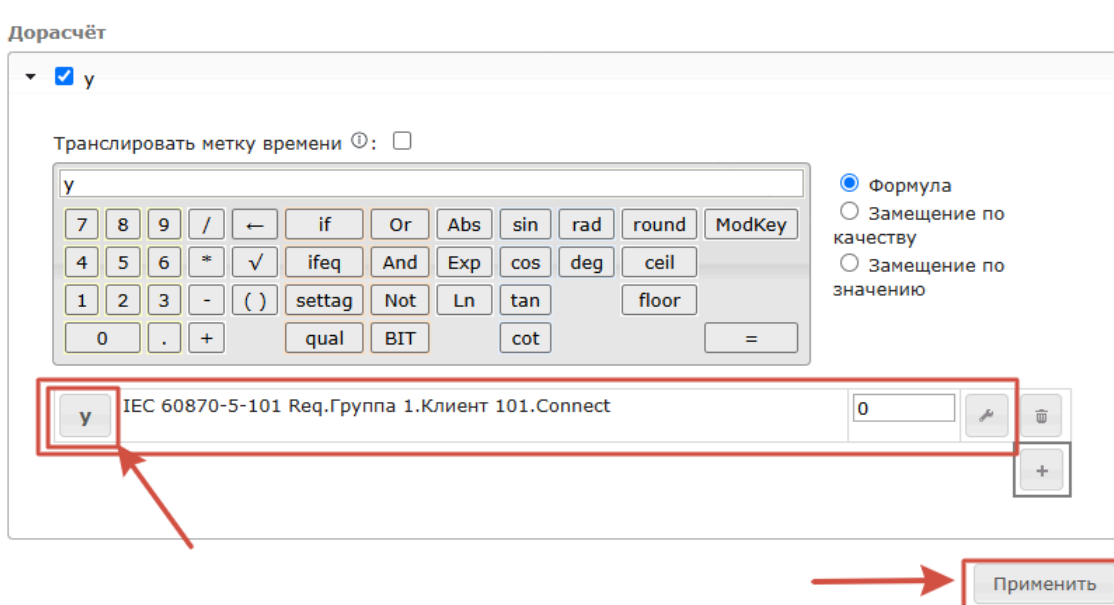 Дорасчёт
y
Транслировать метку времени ⓘ:
y
7 8 9 / ← if Or Abs sin rad round ModKey
4 5 6 * √ ifeq And Exp cos deg ceil
1 2 3 - ( ) settag Not Ln tan floor
0 . + qual BIT cot =
Формула
Замещение по
качеству
Замещение по
значению
y IEC 60870-5-101 Req.Группа 1.Клиент 101.Connect 0
+
Применить